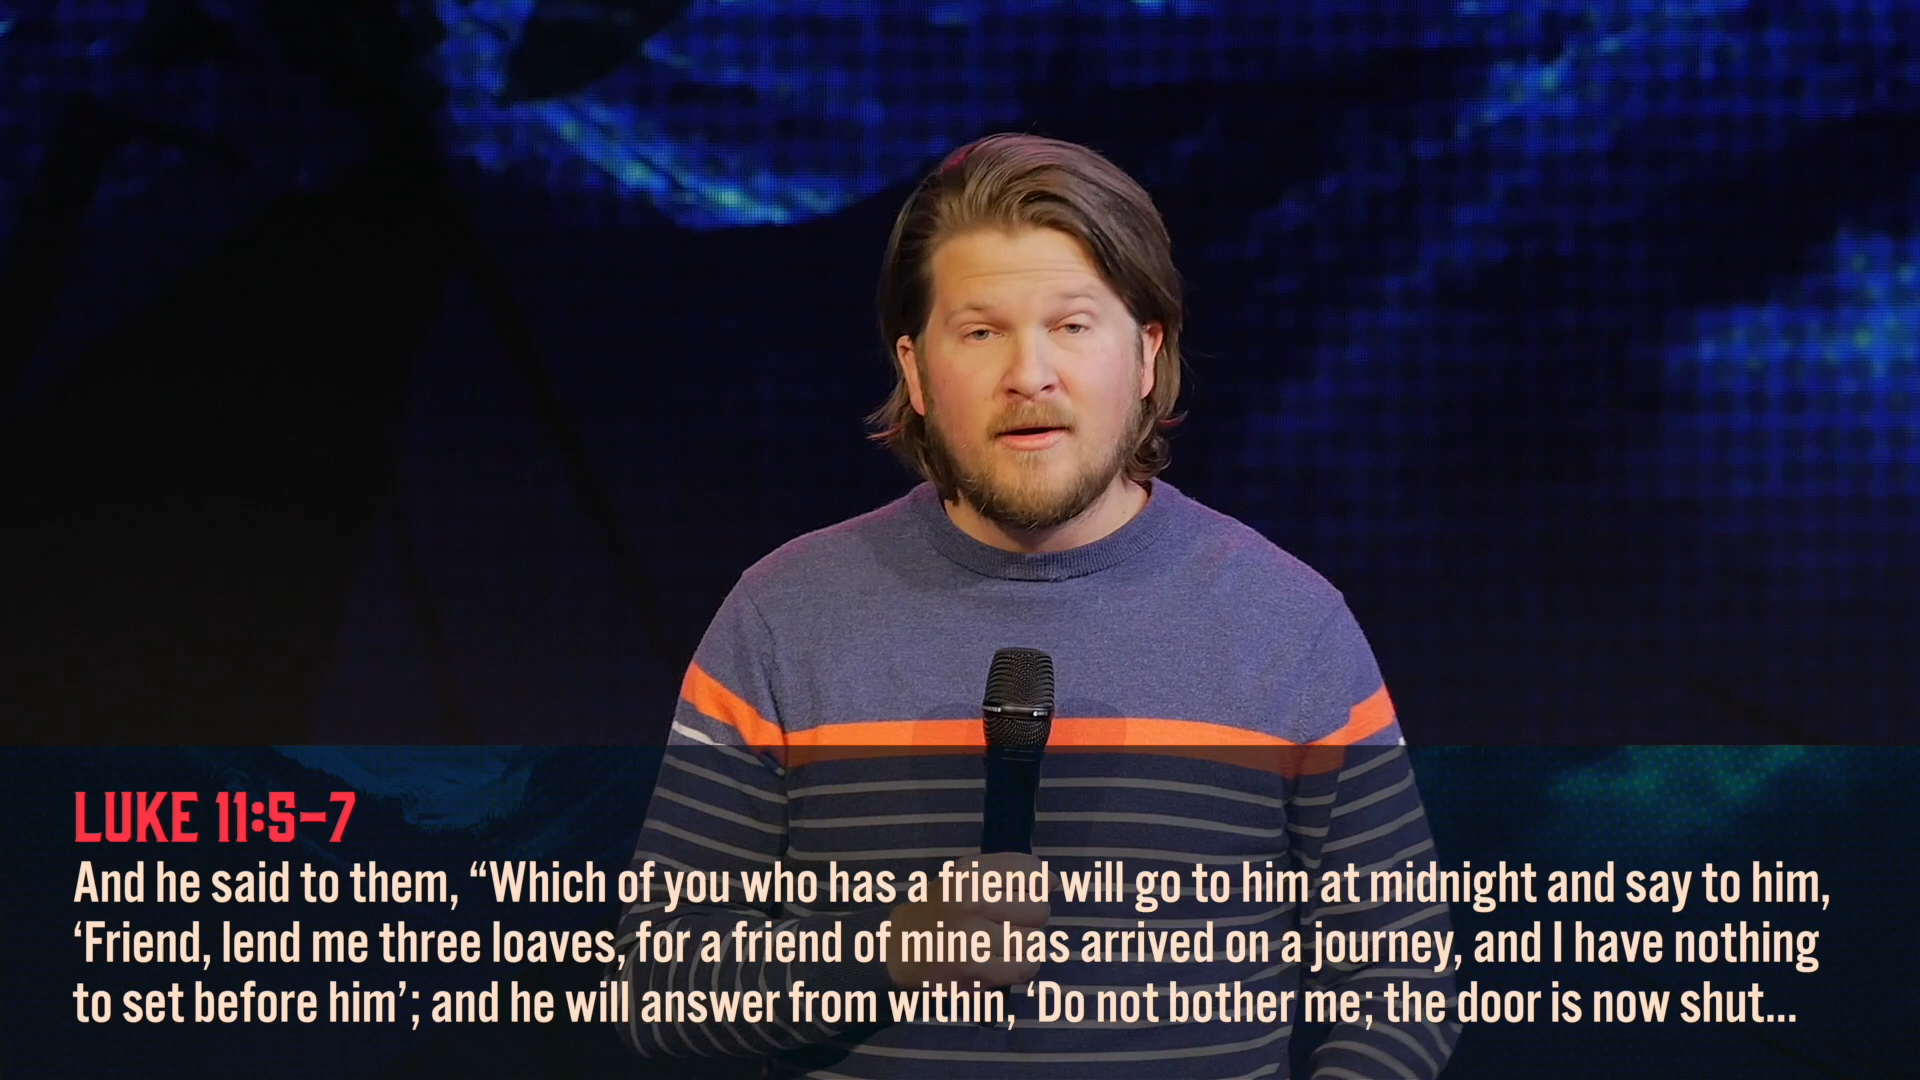 LUKE 11:5–7
And he said to them, “Which of you who has a friend will go to him at midnight and say to him,
‘Friend, lend me three loaves, for a friend of mine has arrived on a journey, and I have nothing
to set before him’; and he will answer from within, ‘Do not bother me; the door is now shut...